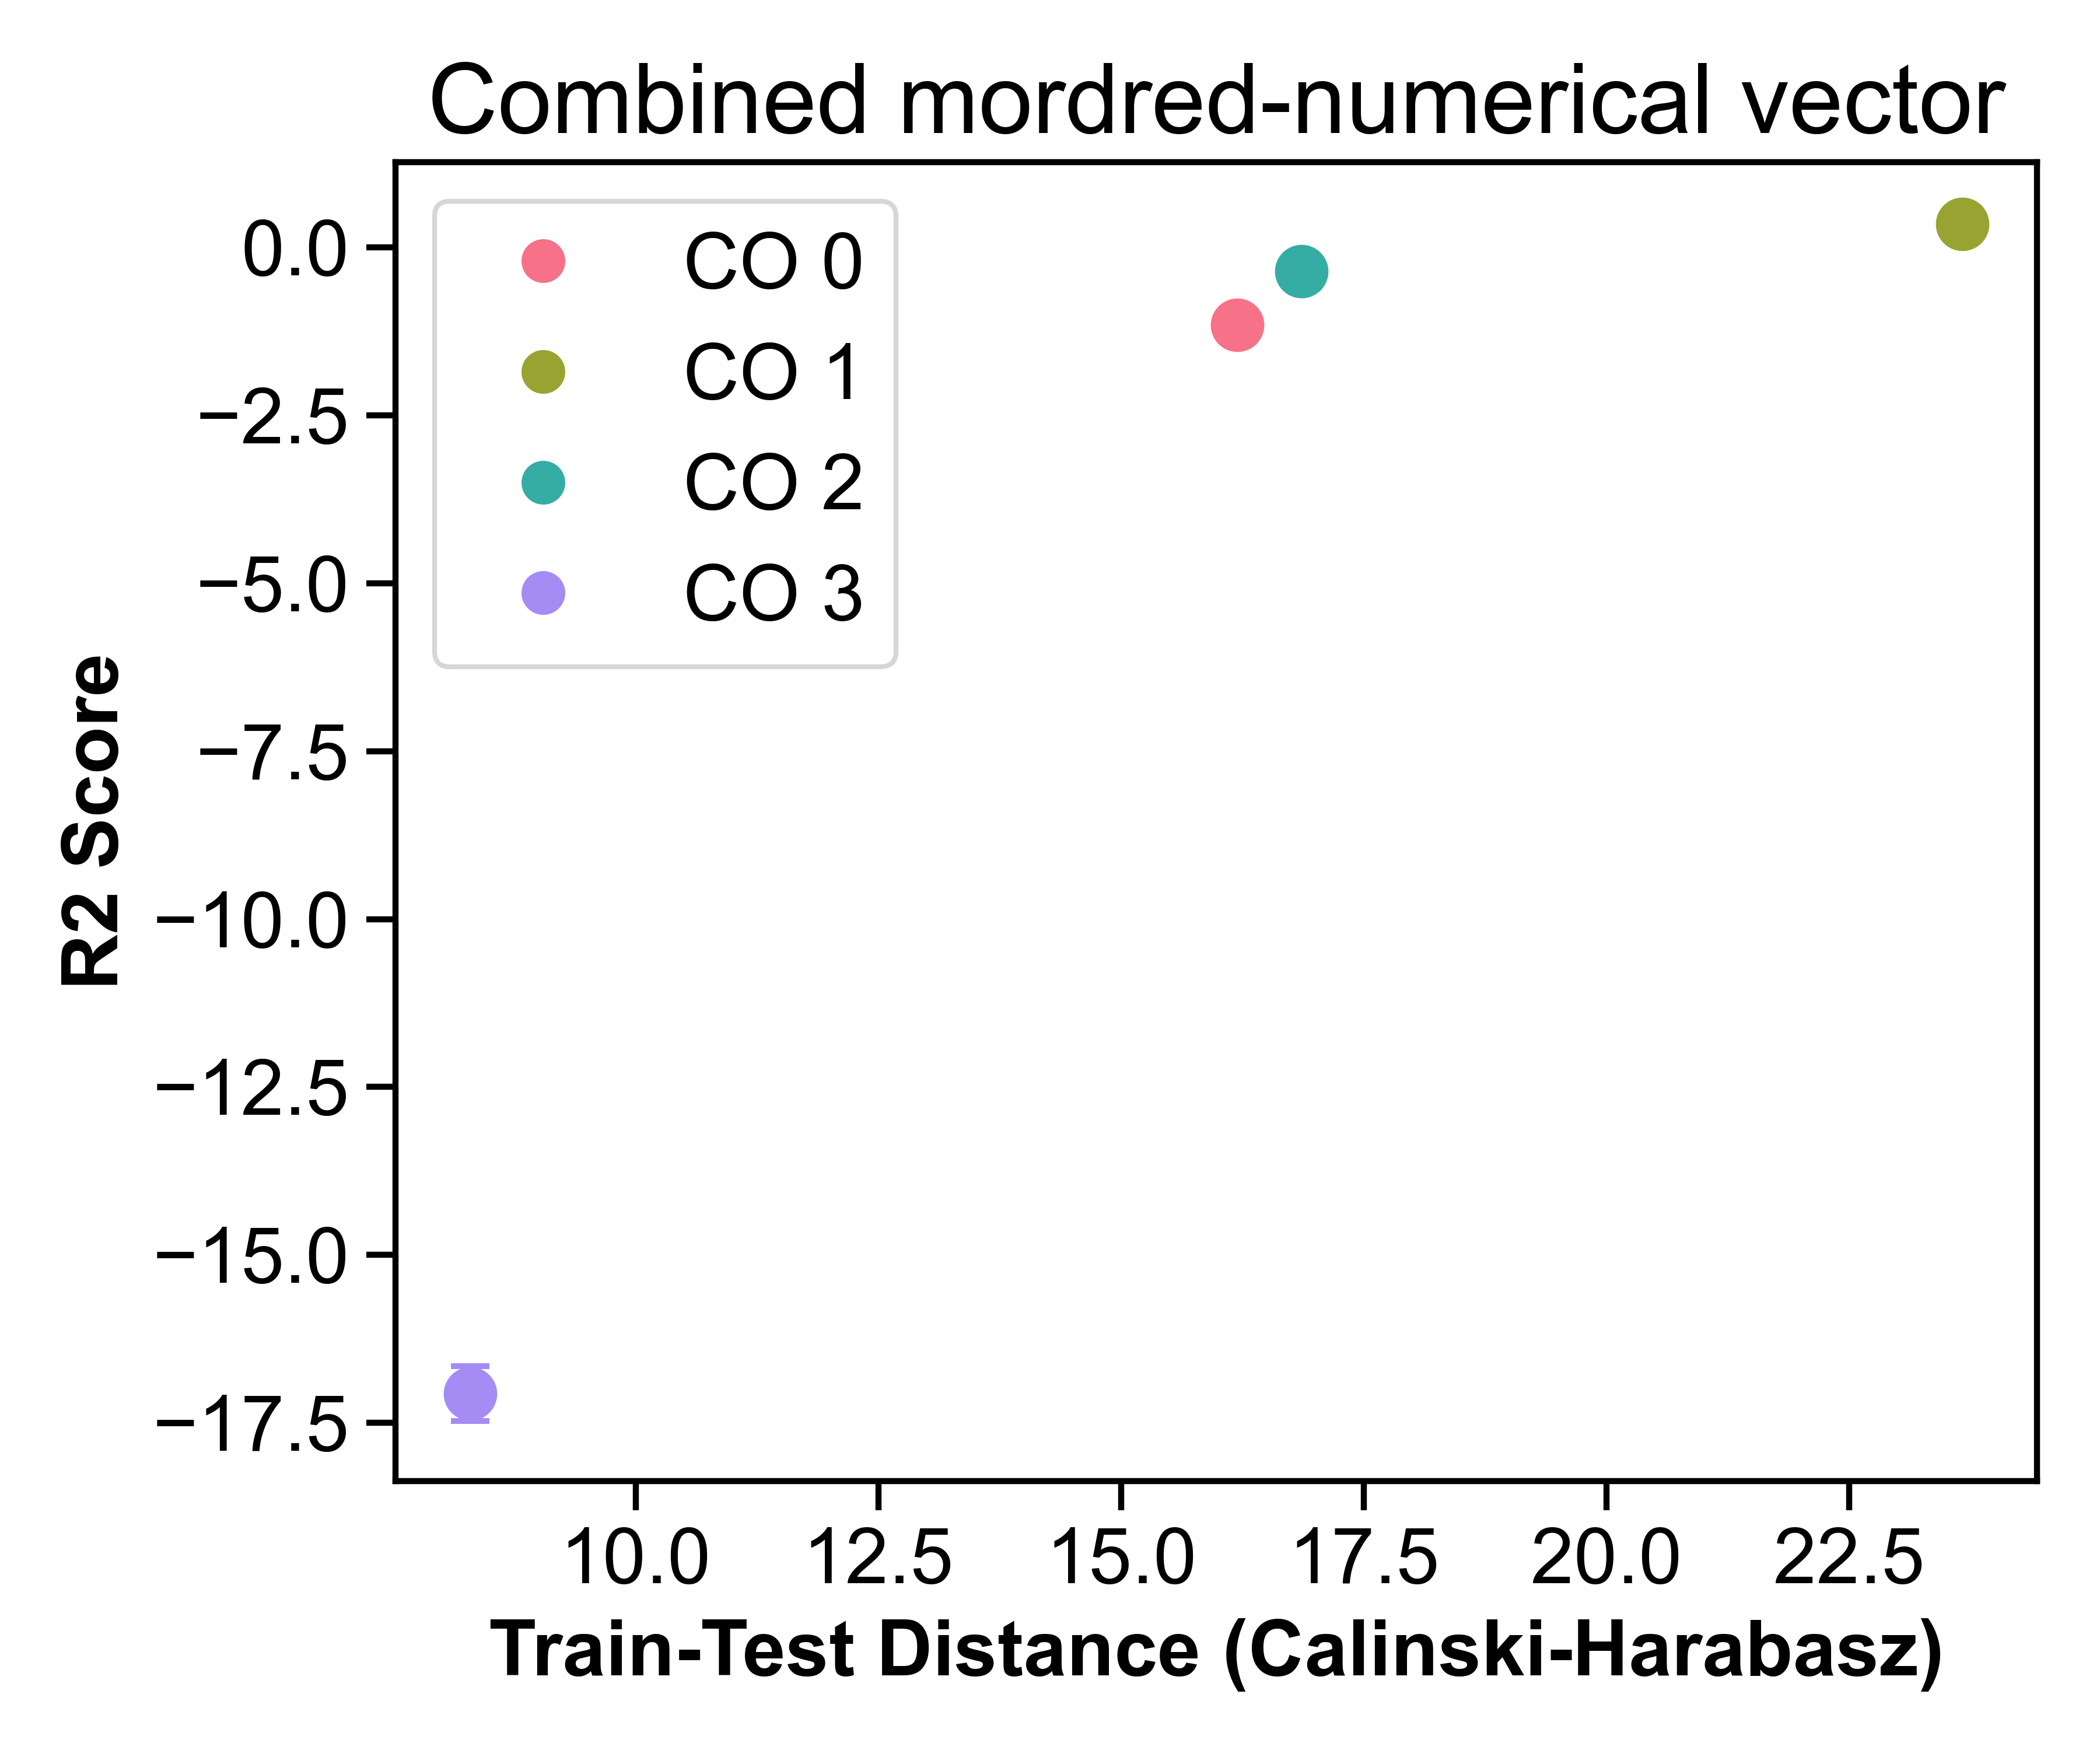 Combined mordred-numerical vector
CO 0
CO 1
CO 2
CO 3
R2 Score
0.0
−2.5
−5.0
−7.5
−10.0
−12.5
−15.0
−17.5
10.0 12.5 15.0 17.5 20.0 22.5
Train-Test Distance (Calinski-Harabasz)